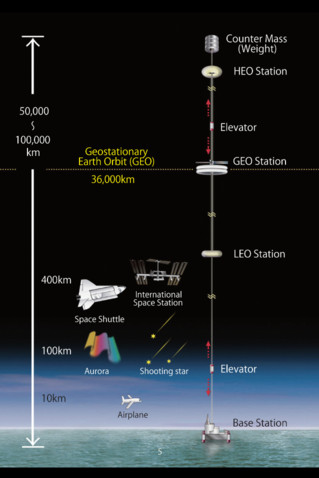 Counter Mass
(Weight)
HEO Station
50,000
~
100,000
km
Elevator
Geostationary
Earth Orbit (GEO)
GEO Station
36,000km
LEO Station
400km
International
Space Station
Space Shuttle
100km
Aurora
Shooting star
Elevator
10km
Airplane
Base Station
5